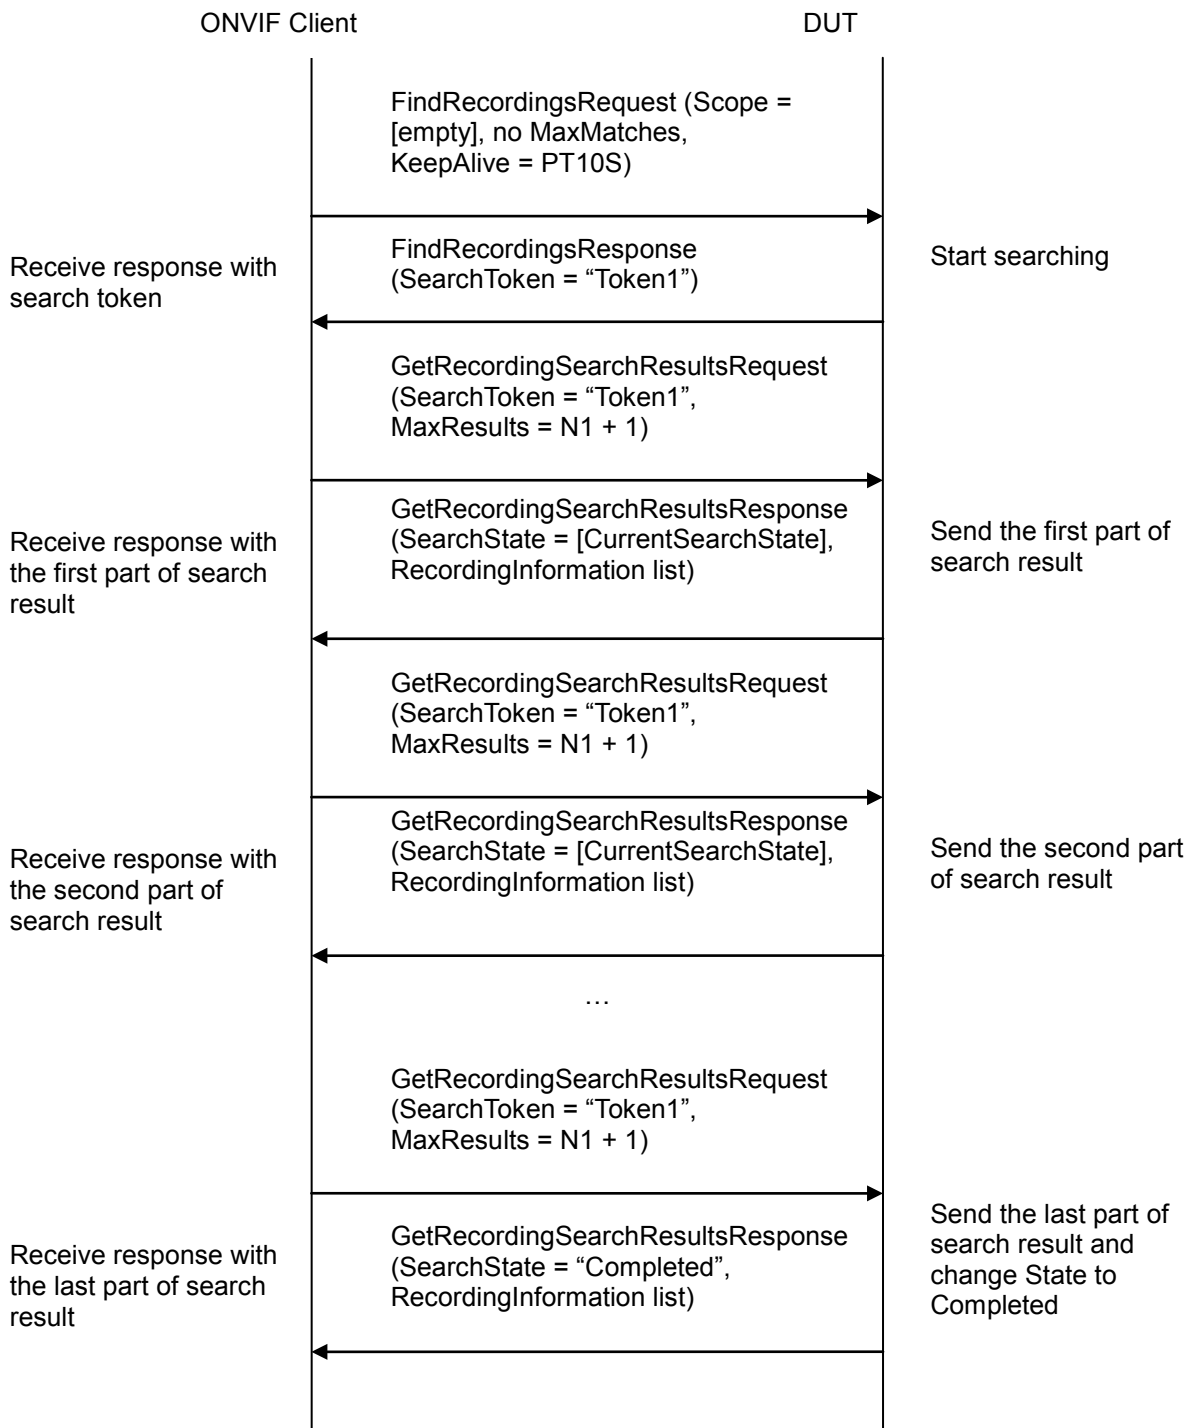 ONVIF Client
DUT
FindRecordingsRequest (Scope =
[empty], no MaxMatches,
KeepAlive = PT10S)
Receive response with
search token
FindRecordingsResponse
(SearchToken = “Token1”)
Start searching
GetRecordingSearchResultsRequest
(SearchToken = “Token1”,
MaxResults = N1 + 1)
Receive response with
the first part of search
result
GetRecordingSearchResultsResponse
(SearchState = [CurrentSearchState],
RecordingInformation list)
Send the first part of
search result
GetRecordingSearchResultsRequest
(SearchToken = “Token1”,
MaxResults = N1 + 1)
Receive response with
the second part of
search result
GetRecordingSearchResultsResponse
(SearchState = [CurrentSearchState],
RecordingInformation list)
Send the second part
of search result
…
GetRecordingSearchResultsRequest
(SearchToken = “Token1”,
MaxResults = N1 + 1)
Receive response with
the last part of search
result
GetRecordingSearchResultsResponse
(SearchState = “Completed”,
RecordingInformation list)
Send the last part of
search result and
change State to
Completed